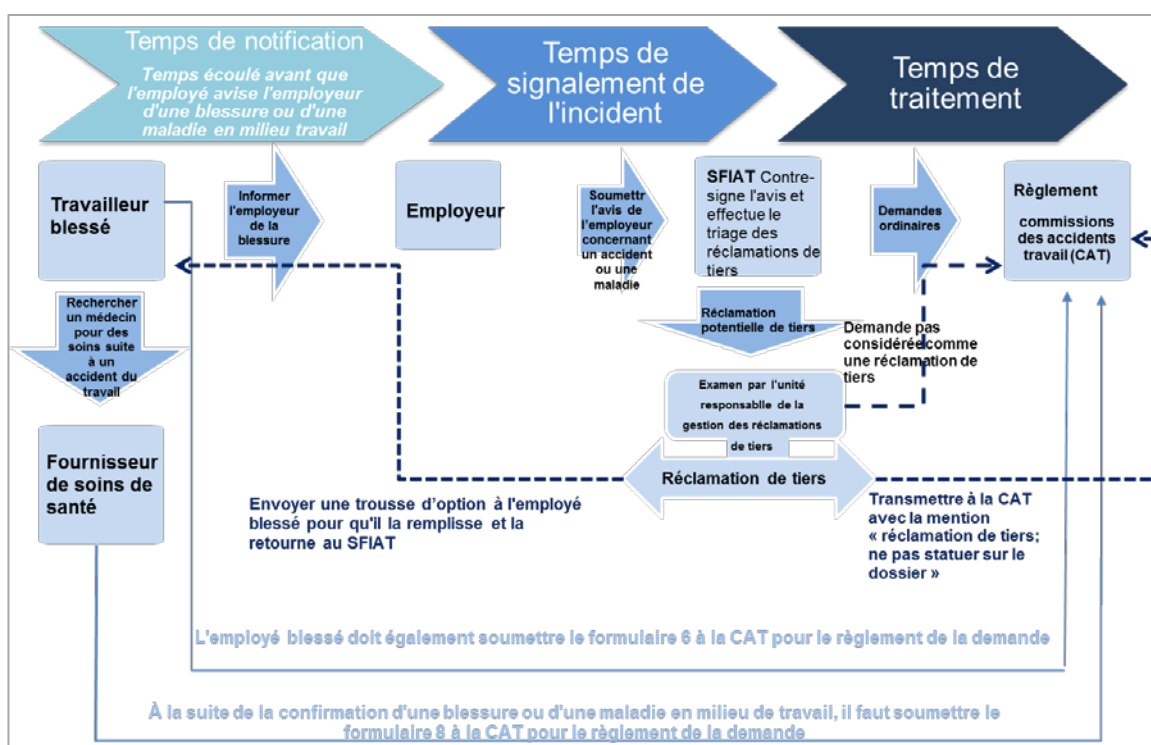 Temps de notification
Temps écoulé avant que
l'employé avise l'employeur
d'une blessure ou d'une
maladie en milieu travail
Temps de
signalement de
l'incident
Temps de
traitement
Travailleur
blessé
Informer
l'employeur
de la
blessure
Employeur
Soumettr
l'avis de
l'employeur
concernant
un accident
ou une
maladie
SFIAT Contre-
signe l'avis et
effectue le
triage des
réclamations de
tiers
Demandes
ordinaires
Règlement
commissions
des accidents
travail (CAT)
Rechercher
un médecin
pour des
soins suite
à un
accident du
travail
Réclamation
potentielle de tiers
Demande pas
considérée comme
une réclamation de
tiers
Examen par l'unité
responsablle de la
gestion des réclamations
de tiers
Fournisseur
de soins de
santé
Réclamation de tiers
Envoyer une trousse d'option à l'employé
blessé pour qu'il la remplisse et la
retourne au SFIAT
Transmettre à la CAT
avec la mention
« réclamation de tiers;
ne pas statuer sur le
dossier »
L'employé blessé doit également soumettre le formulaire 6 à la CAT pour le règlement de la demande
À la suite de la confirmation d'une blessure ou d'une maladie en milieu de travail, il faut soumettre le
formulaire 8 à la CAT pour le règlement de la demande